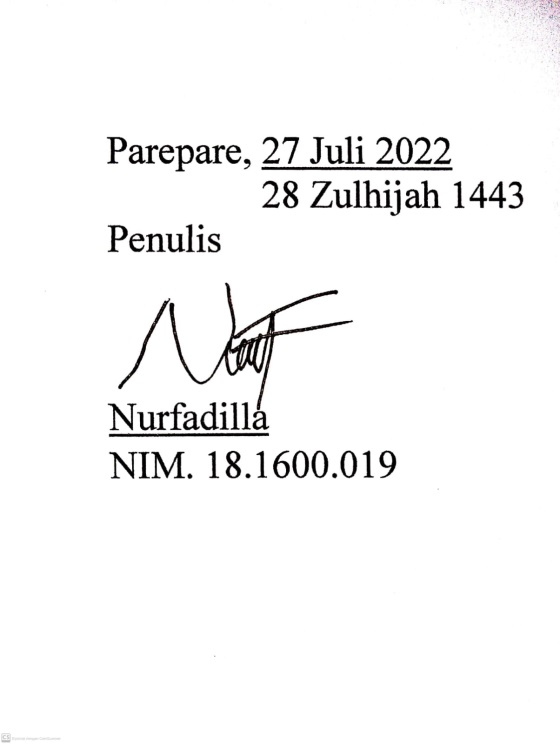 Parepare, 27 Juli 2022
28 Zulhijah 1443
Penulis
Nurfadilla
NIM. 18.1600.019